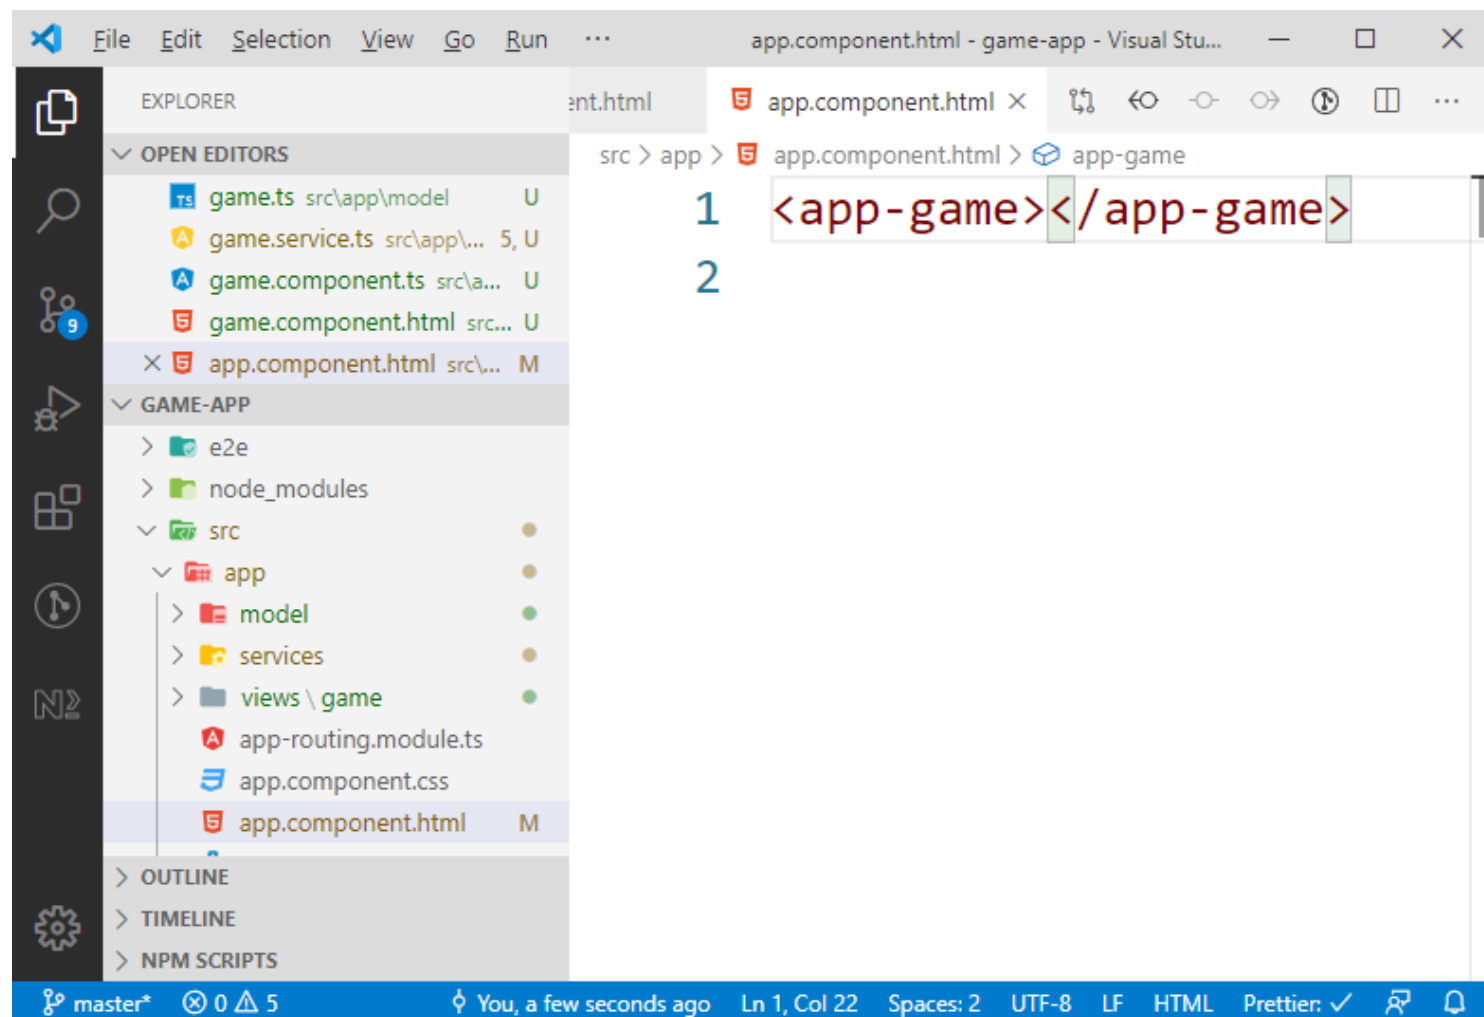 File Edit Selection View Go Run ··· app.component.html - game-app - Visual Stu...
EXPLORER
ent.html app.component.html
OPEN EDITORS
src > app > app.component.html > app-game
game.ts src\app\model U
game.service.ts src\app\... 5, U
game.component.ts src\a... U
game.component.html src... U
app.component.html src\... M
1 <app-game></app-game>
2
GAME-APP
e2e
node_modules
src
app
model
services
views \ game
app-routing.module.ts
app.component.css
app.component.html M
OUTLINE
TIMELINE
NPM SCRIPTS
9
master* 0 5 You, a few seconds ago Ln 1, Col 22 Spaces: 2 UTF-8 LF HTML Prettier: ✓